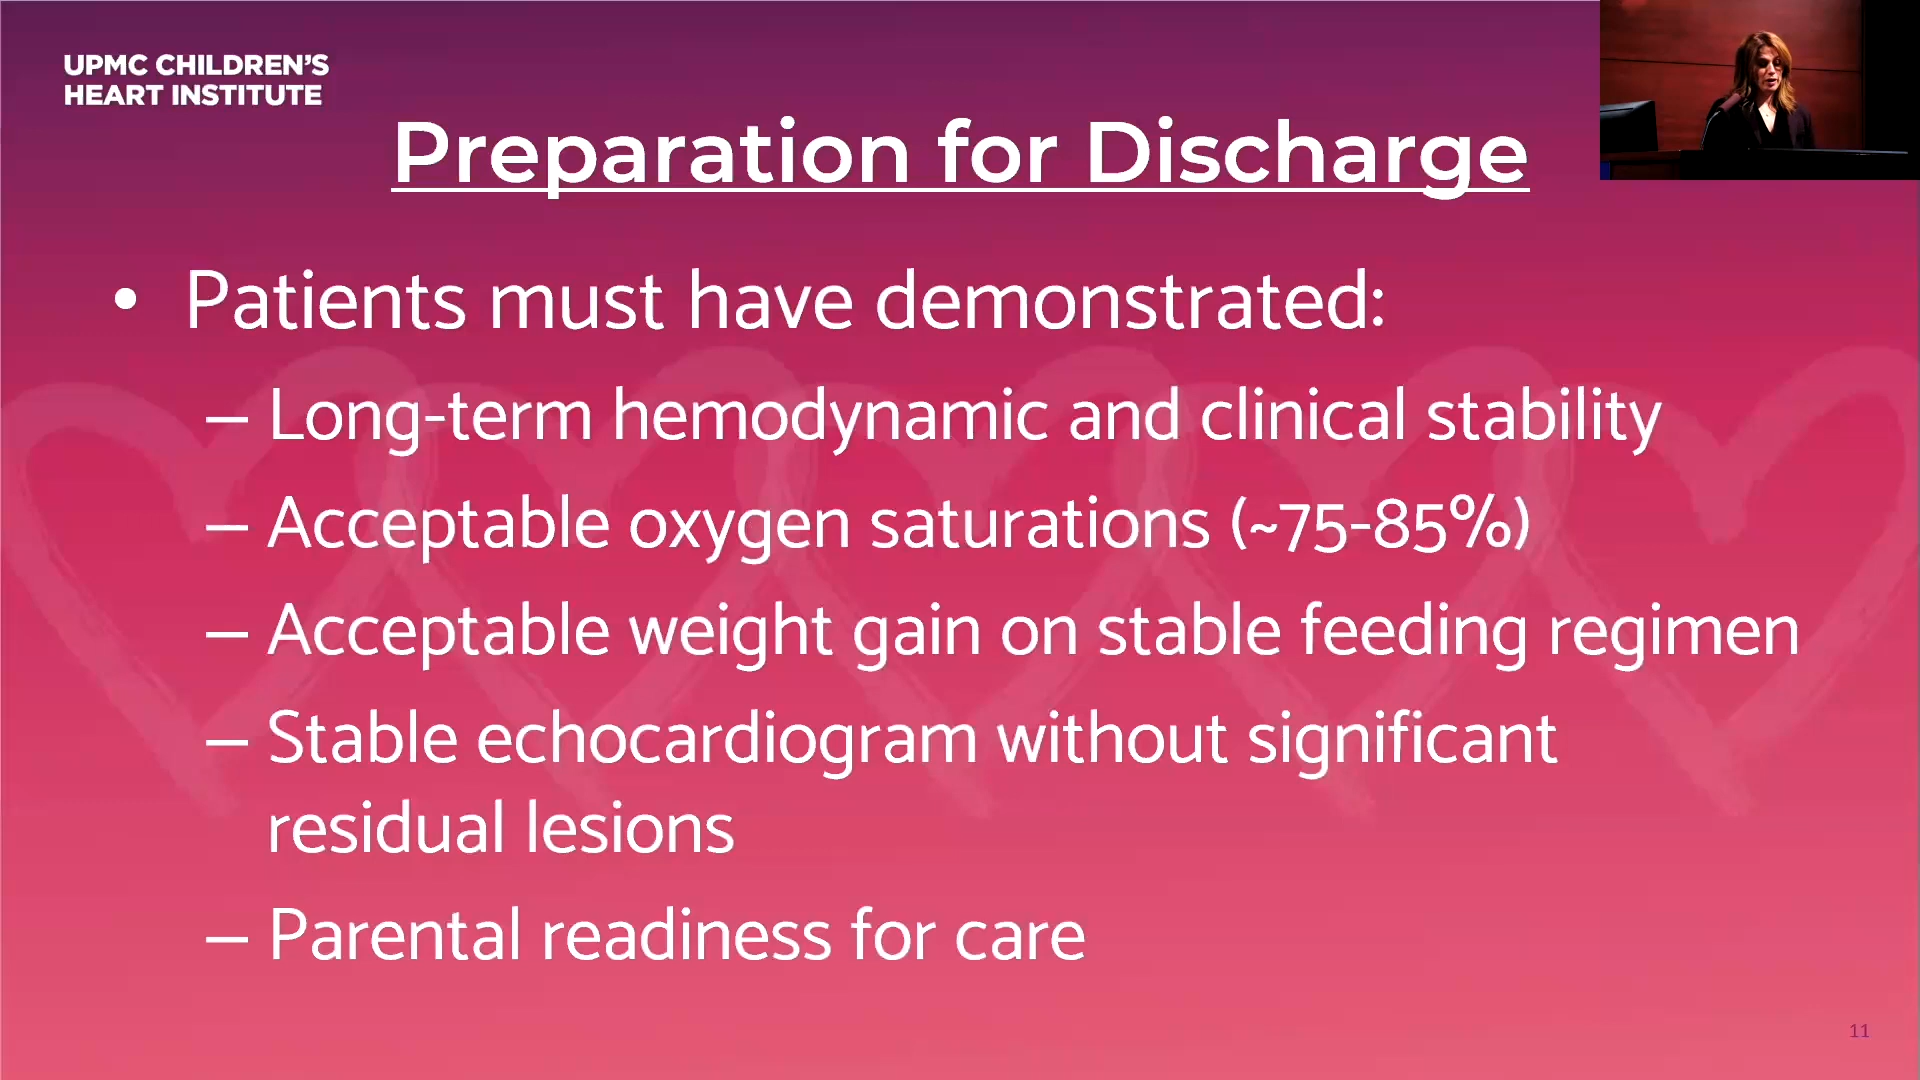 UPMC CHILDREN'S
HEART INSTITUTE
Preparation for Discharge
• Patients must have demonstrated:
– Long-term hemodynamic and clinical stability
– Acceptable oxygen saturations (~75-85%)
– Acceptable weight gain on stable feeding regimen
– Stable echocardiogram without significant
residual lesions
– Parental readiness for care
11